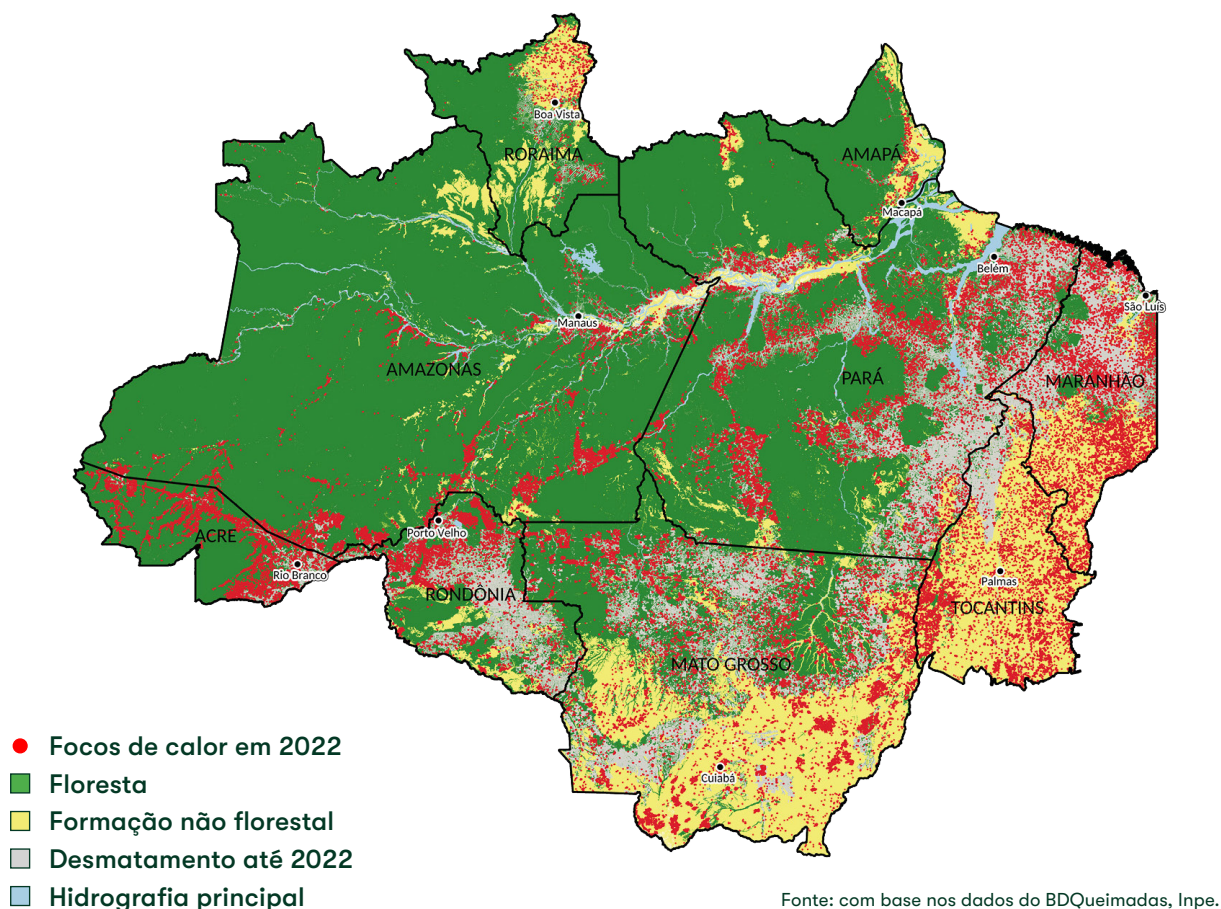 Boa Vista
RORAIMA
AMAPÁ
Macapá
Belém
São Luís
Manaus
AMAZONAS
PARÁ
MARANHÃO
Porto Velho
ACRE
Rio Branco
Palmas
RONDÔNIA
TOCANTINS
MATO GROSSO
Cuiabá
Focos de calor em 2022
Floresta
Formação não florestal
Desmatamento até 2022
Hidrografia principal
Fonte: com base nos dados do BDQueimadas, Inpe.